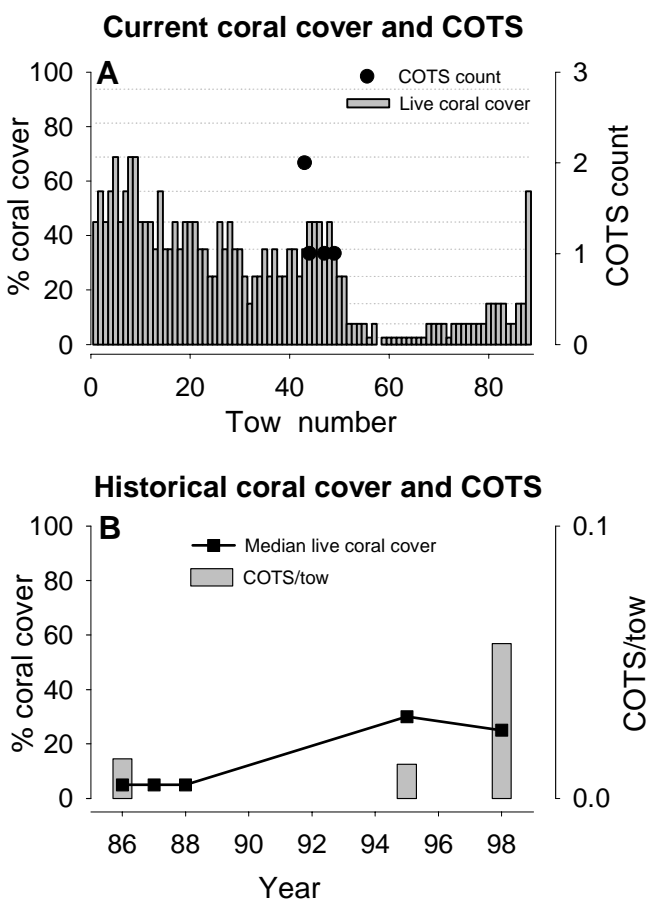 Current coral cover and COTS
A
COTS count
Live coral cover
100
80
60
40
20
0
% coral cover
3
2
1
0
COTS count
0 20 40 60 80
Tow number
Historical coral cover and COTS
B
Median live coral cover
COTS/tow
100
80
60
40
20
0
% coral cover
0.1
0.0
COTS/tow
86 88 90 92 94 96 98
Year